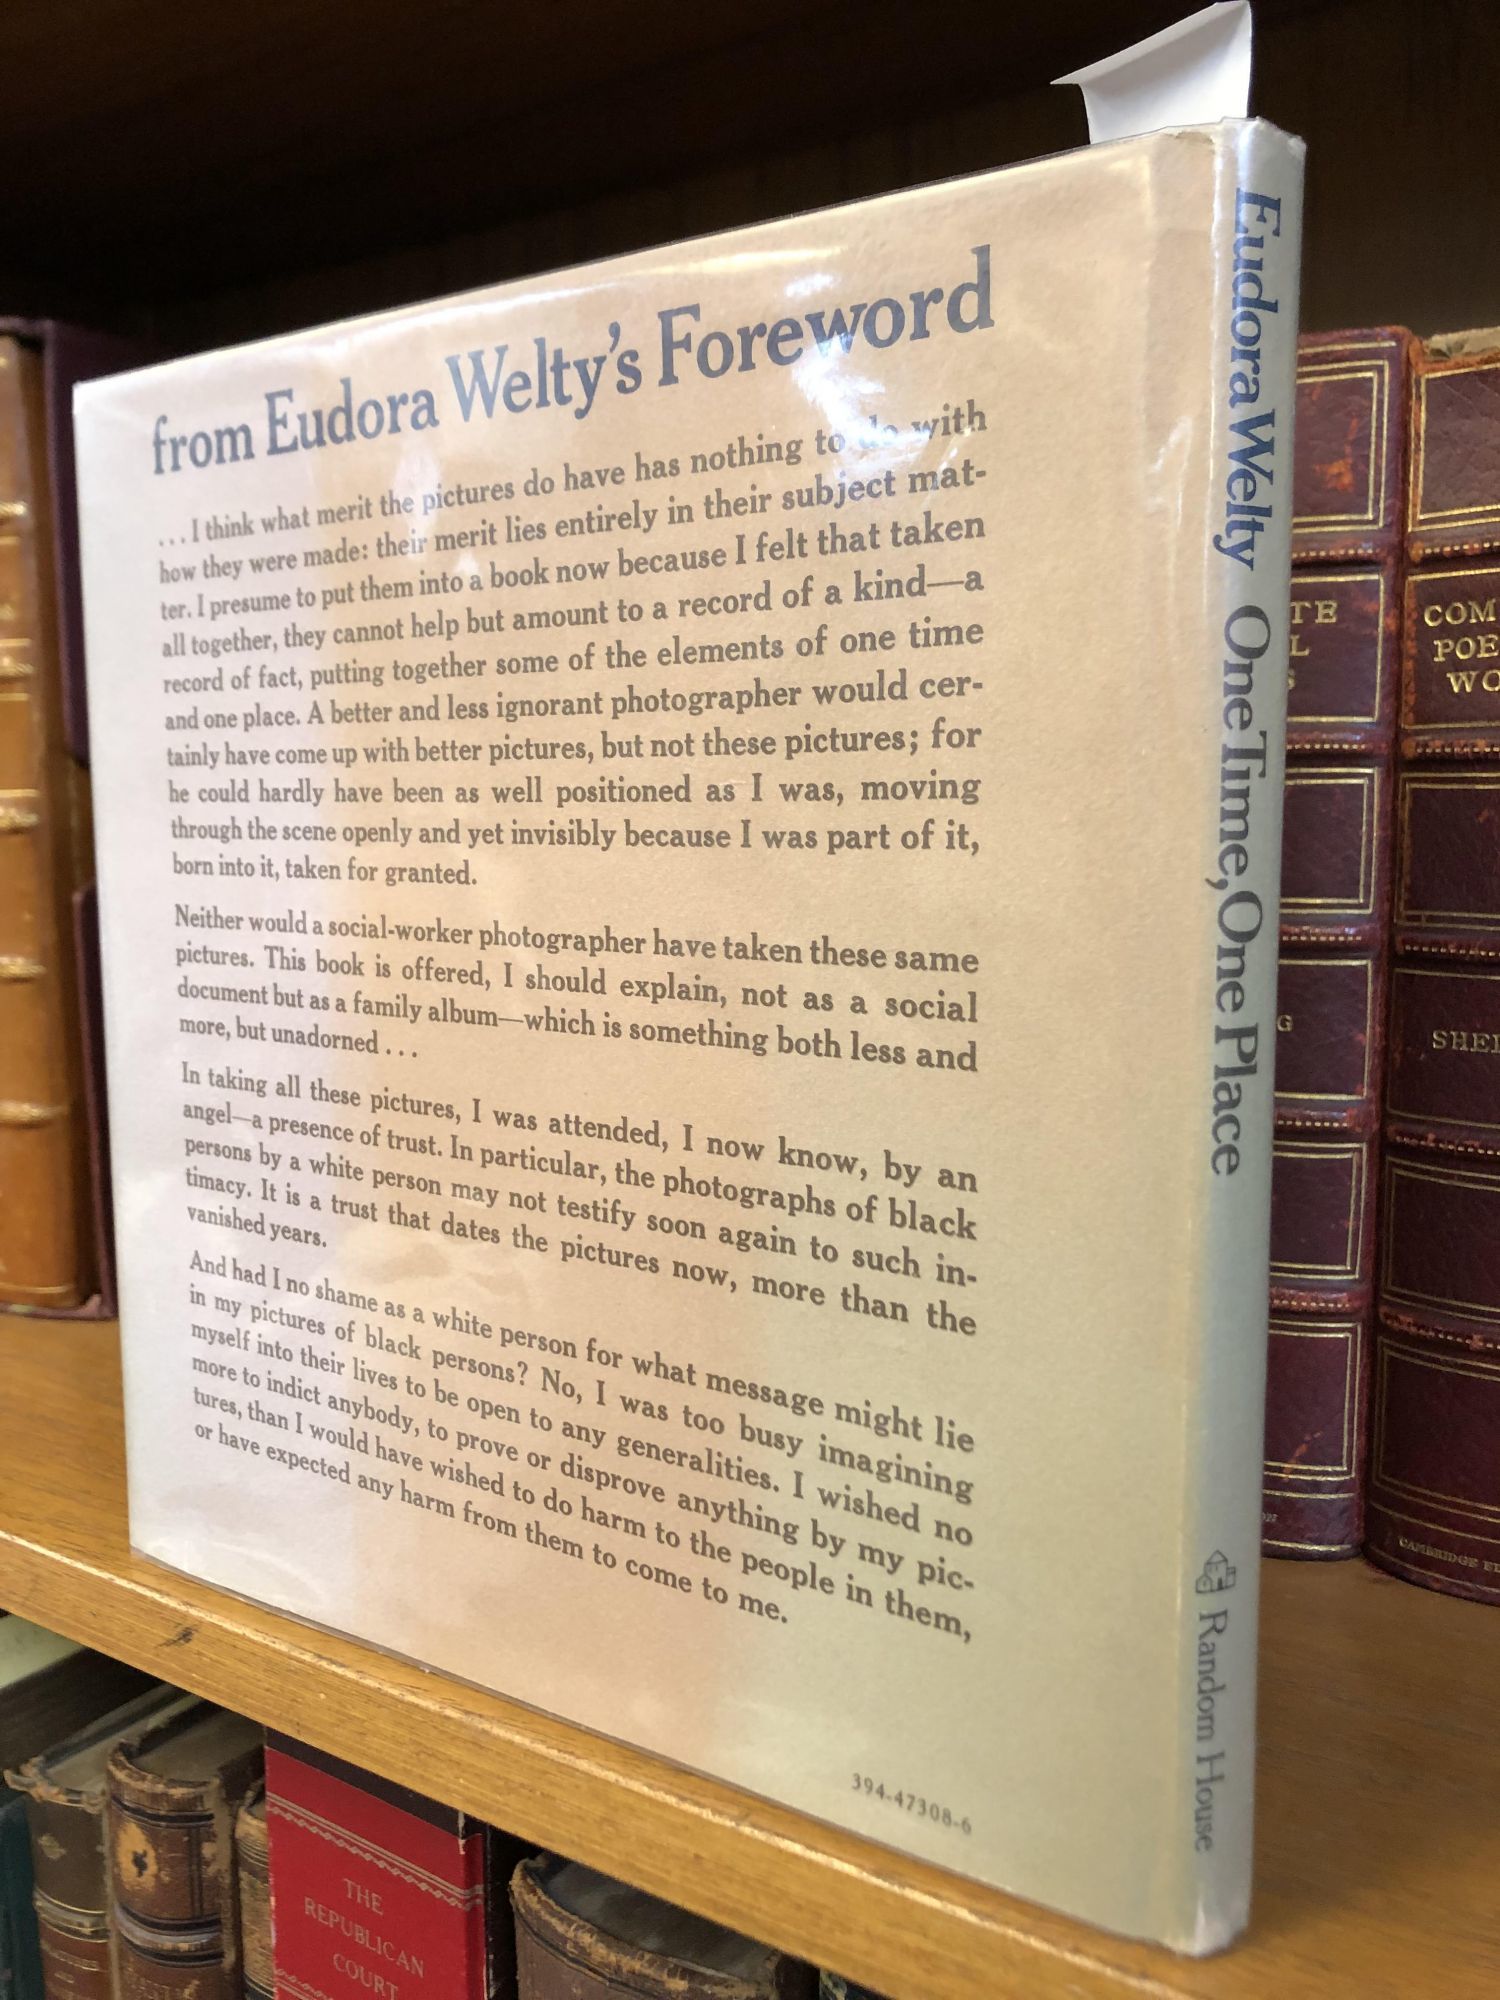 from Eudora Welty's Foreword
. . . I think what merit the pictures do have has nothing to do with
how they were made: their merit lies entirely in their subject mat-
ter. I presume to put them into a book now because I felt that taken
all together, they cannot help but amount to a record of a kind—a
record of fact, putting together some of the elements of one time
and one place. A better and less ignorant photographer would cer-
tainly have come up with better pictures, but not these pictures; for
he could hardly have been as well positioned as I was, moving
through the scene openly and yet invisibly because I was part of it,
born into it, taken for granted.
Neither would a social-worker photographer have taken these same
pictures. This book is offered, I should explain, not as a social
document but as a family album—which is something both less and
more, but unadorned . . .
In taking all these pictures, I was attended, I now know, by an
angel—a presence of trust. In particular, the photographs of black
persons by a white person may not testify soon again to such in-
timacy. It is a trust that dates the pictures now, more than the
vanished years.
And had I no shame as a white person for what message might lie
in my pictures of black persons? No, I was too busy imagining
myself into their lives to be open to any generalities. I wished no
more to indict anybody, to prove or disprove anything by my pic-
tures, than I would have wished to do harm to the people in them,
or have expected any harm from them to come to me.
394-47308-6
Eudora Welty One Time, One Place
Random House
THE
REPUBLICAN
COURT